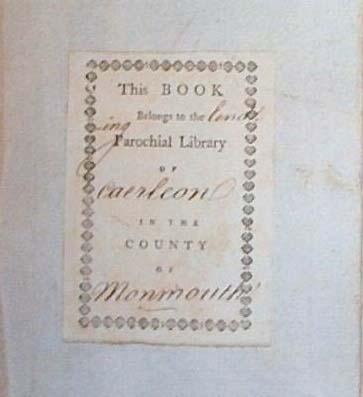 This BOOK
Belongs to the lend
ing Parochial Library
OF
Caerleon
IN THE
COUNTY
OF
Monmouth